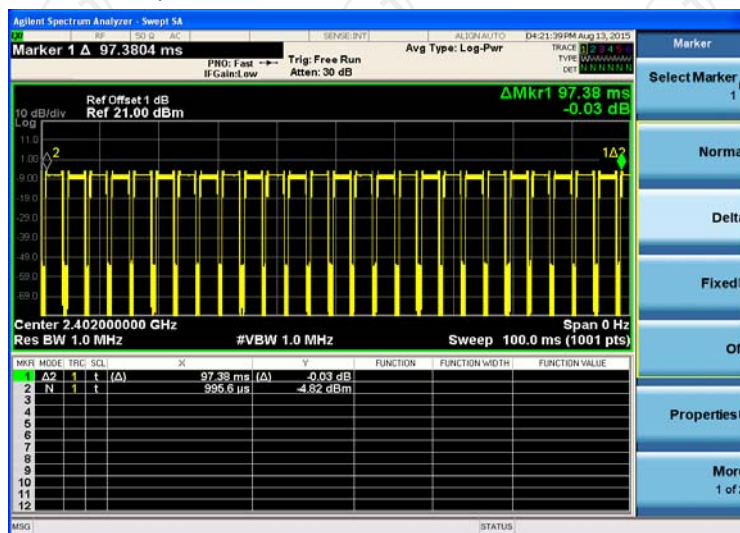 Agilent Spectrum Analyzer - Swept SA
RF 50 Ω AC SENSE:INT ALIGN AUTO 04:21:39 PM Aug 13, 2015
Marker 1 Δ 97.3804 ms
PNO: Fast
IFGain:Low
Trig: Free Run
Atten: 30 dB
Avg Type: Log-Pwr
TRACE 1 2 3 4 5 6
TYPE
DET N N N N N N
Ref Offset 1 dB
10 dB/div Ref 21.00 dBm
Log
ΔMkr1 97.38 ms
-0.03 dB
11.0
1.00
-9.00
-19.0
-29.0
-39.0
-49.0
-59.0
-69.0
2
1Δ2
Center 2.402000000 GHz Span 0 Hz
Res BW 1.0 MHz #VBW 1.0 MHz Sweep 100.0 ms (1001 pts)
MKR MODE TRC SCL X Y FUNCTION FUNCTION WIDTH FUNCTION VALUE
1 Δ2 1 t (Δ) 97.38 ms (Δ) -0.03 dB
2 N 1 t 995.6 µs -4.82 dBm
3
4
5
6
7
8
9
10
11
12
MSG STATUS
Marker
Select Marker
1
Norma
Delta
Fixed
Of
Properties
More
1 of